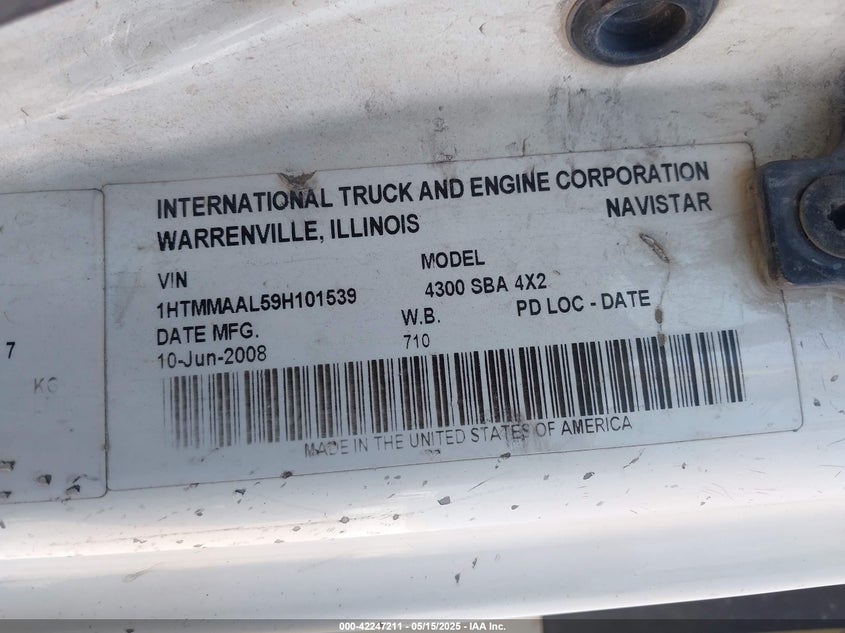 INTERNATIONAL TRUCK AND ENGINE CORPORATION
WARRENVILLE, ILLINOIS NAVISTAR
VIN MODEL
1HTMMAAL59H101539 4300 SBA 4X2
DATE MFG. W.B. PD LOC - DATE
10-Jun-2008 710
MADE IN THE UNITED STATES OF AMERICA
7
KG
000-42247211 - 05/15/2025 - IAA Inc.